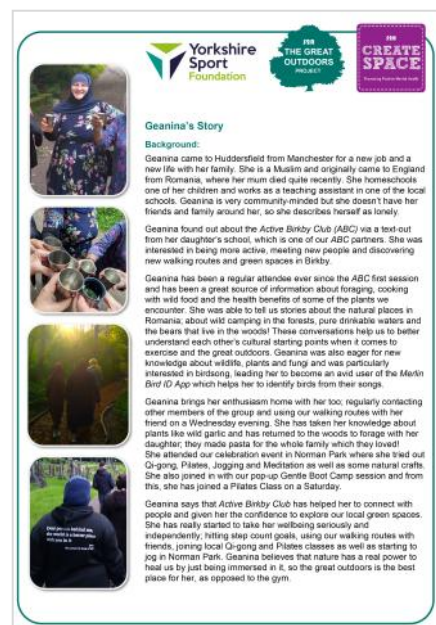 Yorkshire
Sport
Foundation
THE GREAT
OUTDOORS
PROJECT
CREATE
SPACE
Geanina's Story
Background:
Geanina came to Huddersfield from Manchester for a new job and a
new life with her family. She is a Muslim and originally came to England
from Romania, where her mum died quite recently. She homeschools
one of her children and works as a teaching assistant in one of the local
schools. Geanina is very community-minded but she doesn't have her
friends and family around her, so she describes herself as lonely.
Geanina found out about the Active Birkby Club (ABC) via a text-out
from her daughter's school, which is one of our ABC partners. She was
interested in being more active, meeting new people and discovering
new walking routes and green spaces in Birkby.
Geanina has been a regular attendee ever since the ABC first session
and has been a great source of information about foraging, cooking
with wild food and the health benefits of some of the plants we
encounter. She was able to tell us stories about the natural places in
Romania; about wild camping in the forests, pure drinkable waters and
the bears that live in the woods! These conversations help us to better
understand each other's cultural starting points when it comes to
exercise and the great outdoors. Geanina was also eager for new
knowledge about wildlife, plants and fungi and was particularly
interested in birdsong, leading her to become an avid user of the Merlin
Bird ID App which helps her to identify birds from their songs.
Geanina brings her enthusiasm home with her too; regularly contacting
other members of the group and using our walking routes with her
friend on a Wednesday evening. She has taken her knowledge about
plants like wild garlic and has returned to the woods to forage with her
daughter; they made pasta for the whole family which they loved!
She attended our celebration event in Norman Park where she tried out
Qi-gong, Pilates, Jogging and Meditation as well as some natural crafts.
She also joined in with our pop-up Gentle Boot Camp session and from
this, she has joined a Pilates Class on a Saturday.
Geanina says that Active Birkby Club has helped her to connect with
people and given her the confidence to explore our local green spaces.
She has really started to take her wellbeing seriously and
independently; hitting step count goals, using our walking routes with
friends, joining local Qi-gong and Pilates classes as well as starting to
jog in Norman Park. Geanina believes that nature has a real power to
heal us by just being immersed in it, so the great outdoors is the best
place for her, as opposed to the gym.